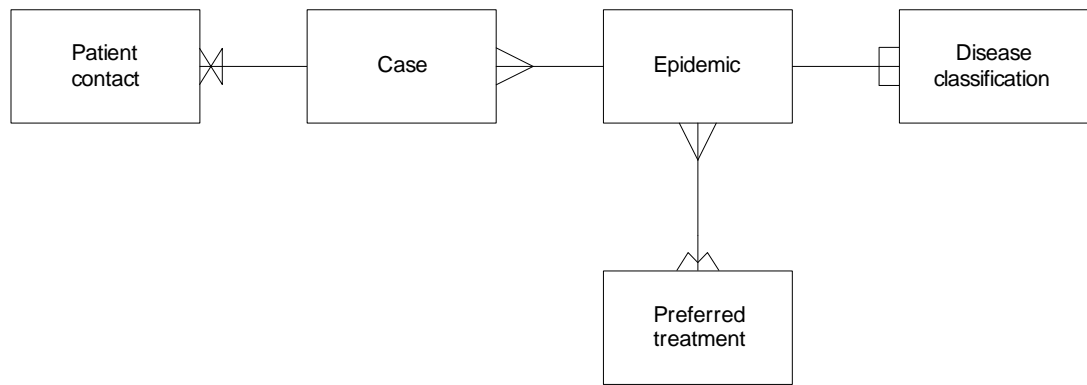 Patient
contact
Case
Epidemic
Disease
classification
Preferred
treatment